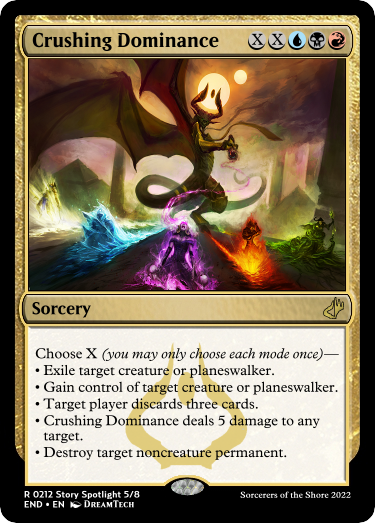 Crushing Dominance X X
Sorcery
Choose X (you may only choose each mode once)—
• Exile target creature or planeswalker.
• Gain control of target creature or planeswalker.
• Target player discards three cards.
• Crushing Dominance deals 5 damage to any
target.
• Destroy target noncreature permanent.
R 0212 Story Spotlight 5/8
END • EN DreamTech
Sorcerers of the Shore 2022